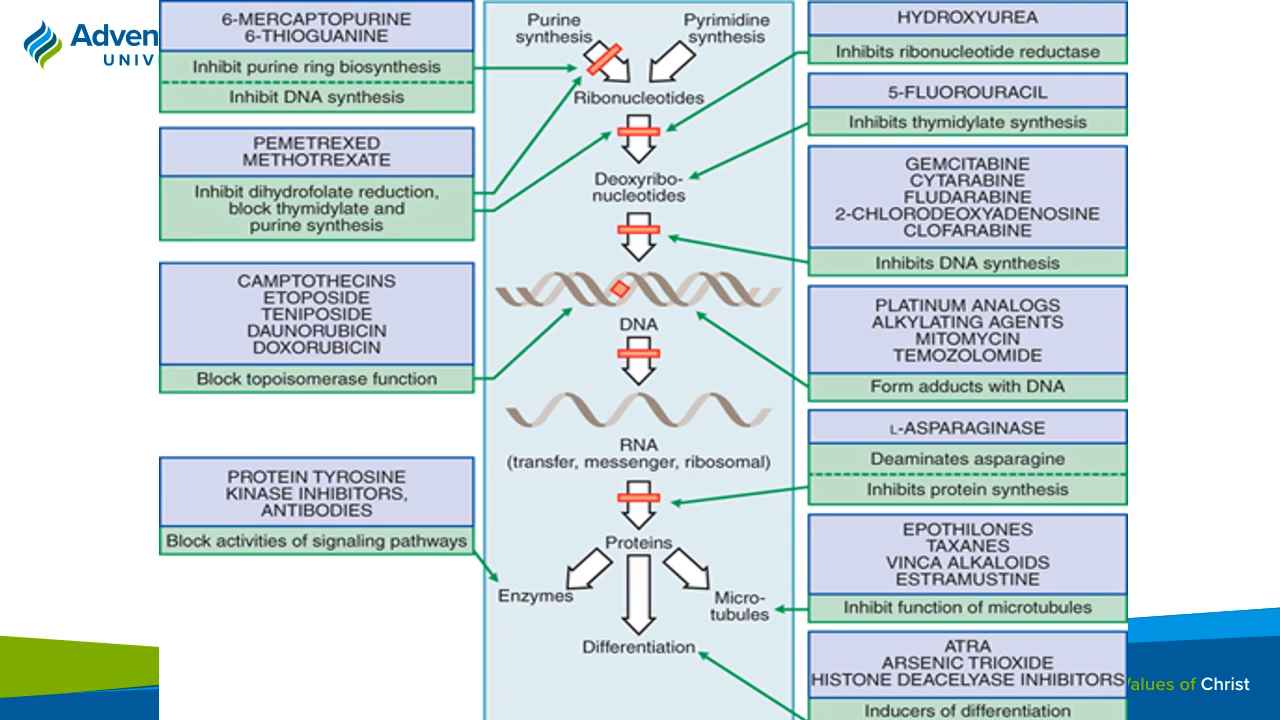 Adven
UNIV
6-MERCAPTOPURINE
6-THIOGUANINE
Inhibit purine ring biosynthesis
Inhibit DNA synthesis
PEMETREXED
METHOTREXATE
Inhibit dihydrofolate reduction,
block thymidylate and
purine synthesis
CAMPTOTHECINS
ETOPOSIDE
TENIPOSIDE
DAUNORUBICIN
DOXORUBICIN
Block topoisomerase function
PROTEIN TYROSINE
KINASE INHIBITORS,
ANTIBODIES
Block activities of signaling pathways
Purine
synthesis
Pyrimidine
synthesis
Ribonucleotides
Deoxyribo-
nucleotides
DNA
RNA
(transfer, messenger, ribosomal)
Proteins
Enzymes
Micro-
tubules
Differentiation
HYDROXYUREA
Inhibits ribonucleotide reductase
5-FLUOROURACIL
Inhibits thymidylate synthesis
GEMCITABINE
CYTARABINE
FLUDARABINE
2-CHLORODEOXYADENOSINE
CLOFARABINE
Inhibits DNA synthesis
PLATINUM ANALOGS
ALKYLATING AGENTS
MITOMYCIN
TEMOZOLOMIDE
Form adducts with DNA
L-ASPARAGINASE
Deaminates asparagine
Inhibits protein synthesis
EPOTHILONES
TAXANES
VINCA ALKALOIDS
ESTRAMUSTINE
Inhibit function of microtubules
ATRA
ARSENIC TRIOXIDE
HISTONE DEACELYASE INHIBITORS
Inducers of differentiation
Values of Christ